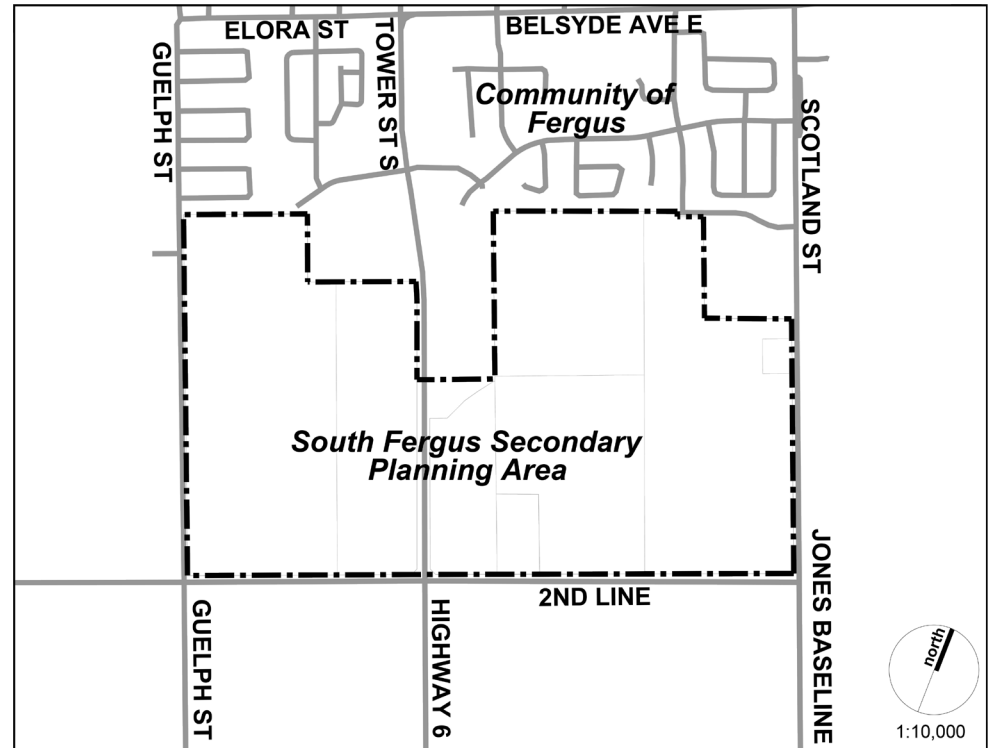 ELORA ST
BELSYDE AVE E
GUELPH ST
TOWER ST S
Community of
Fergus
SCOTLAND ST
South Fergus Secondary
Planning Area
2ND LINE
GUELPH ST
HIGHWAY 6
JONES BASELINE
north
1:10,000